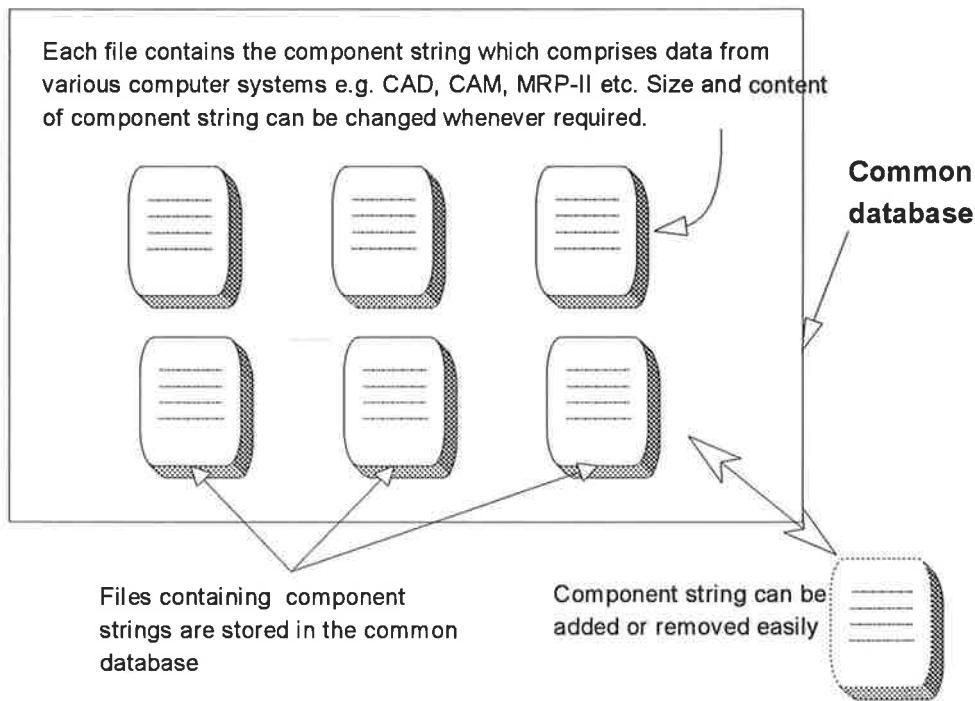 Each file contains the component string which comprises data from
various computer systems e.g. CAD, CAM, MRP-II etc. Size and content
of component string can be changed whenever required.
Common
database
Files containing component
strings are stored in the common
database
Component string can be
added or removed easily